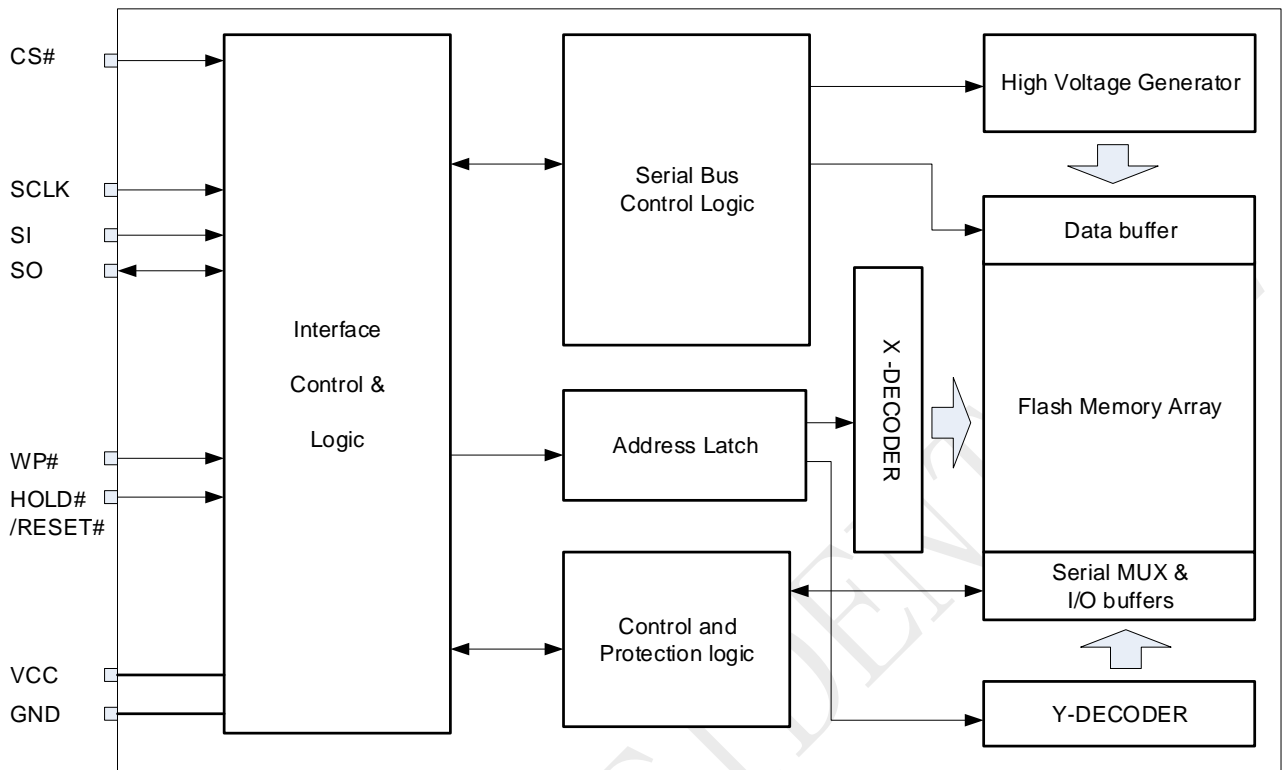 CS#
SCLK
SI
SO
WP#
HOLD#
/RESET#
VCC
GND
Interface
Control &
Logic
Serial Bus
Control Logic
Address Latch
Control and
Protection logic
X -DECODER
High Voltage Generator
Data buffer
Flash Memory Array
Serial MUX &
I/O buffers
Y-DECODER